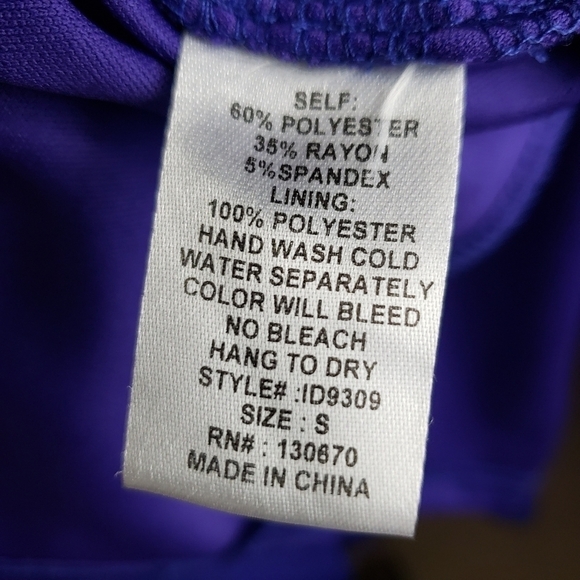 SELF:
60% POLYESTER
35% RAYON
5%SPANDEX
LINING:
100% POLYESTER
HAND WASH COLD
WATER SEPARATELY
COLOR WILL BLEED
NO BLEACH
HANG TO DRY
STYLE# :ID9309
SIZE : S
RN# : 130670
MADE IN CHINA